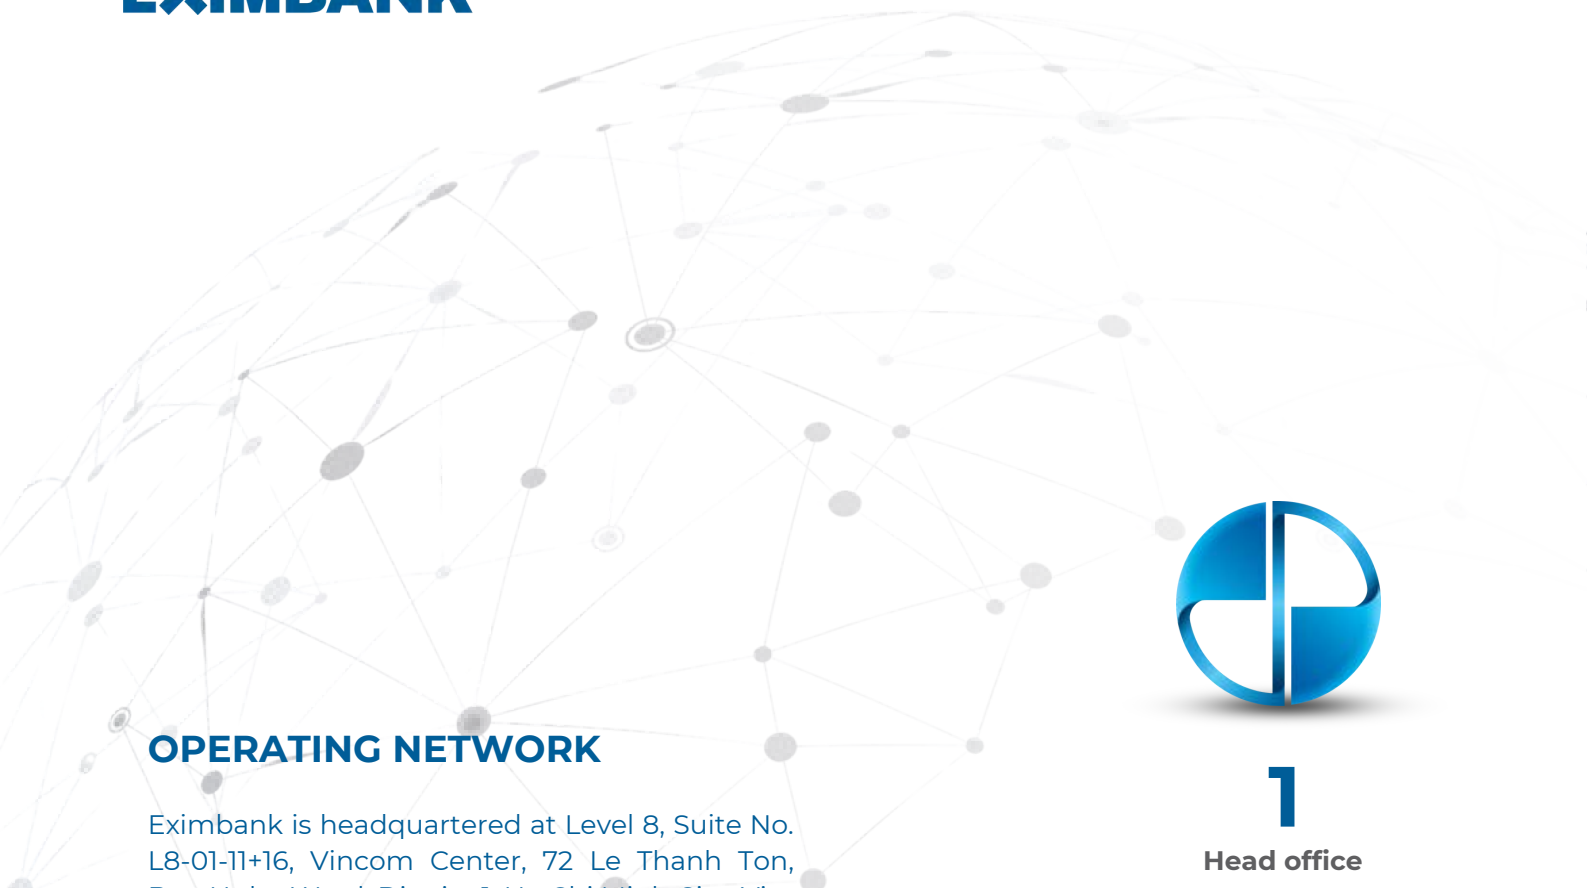 EXIMBANK
OPERATING NETWORK
Eximbank is headquartered at Level 8, Suite No.
L8-01-11+16, Vincom Center, 72 Le Thanh Ton,
1
Head office